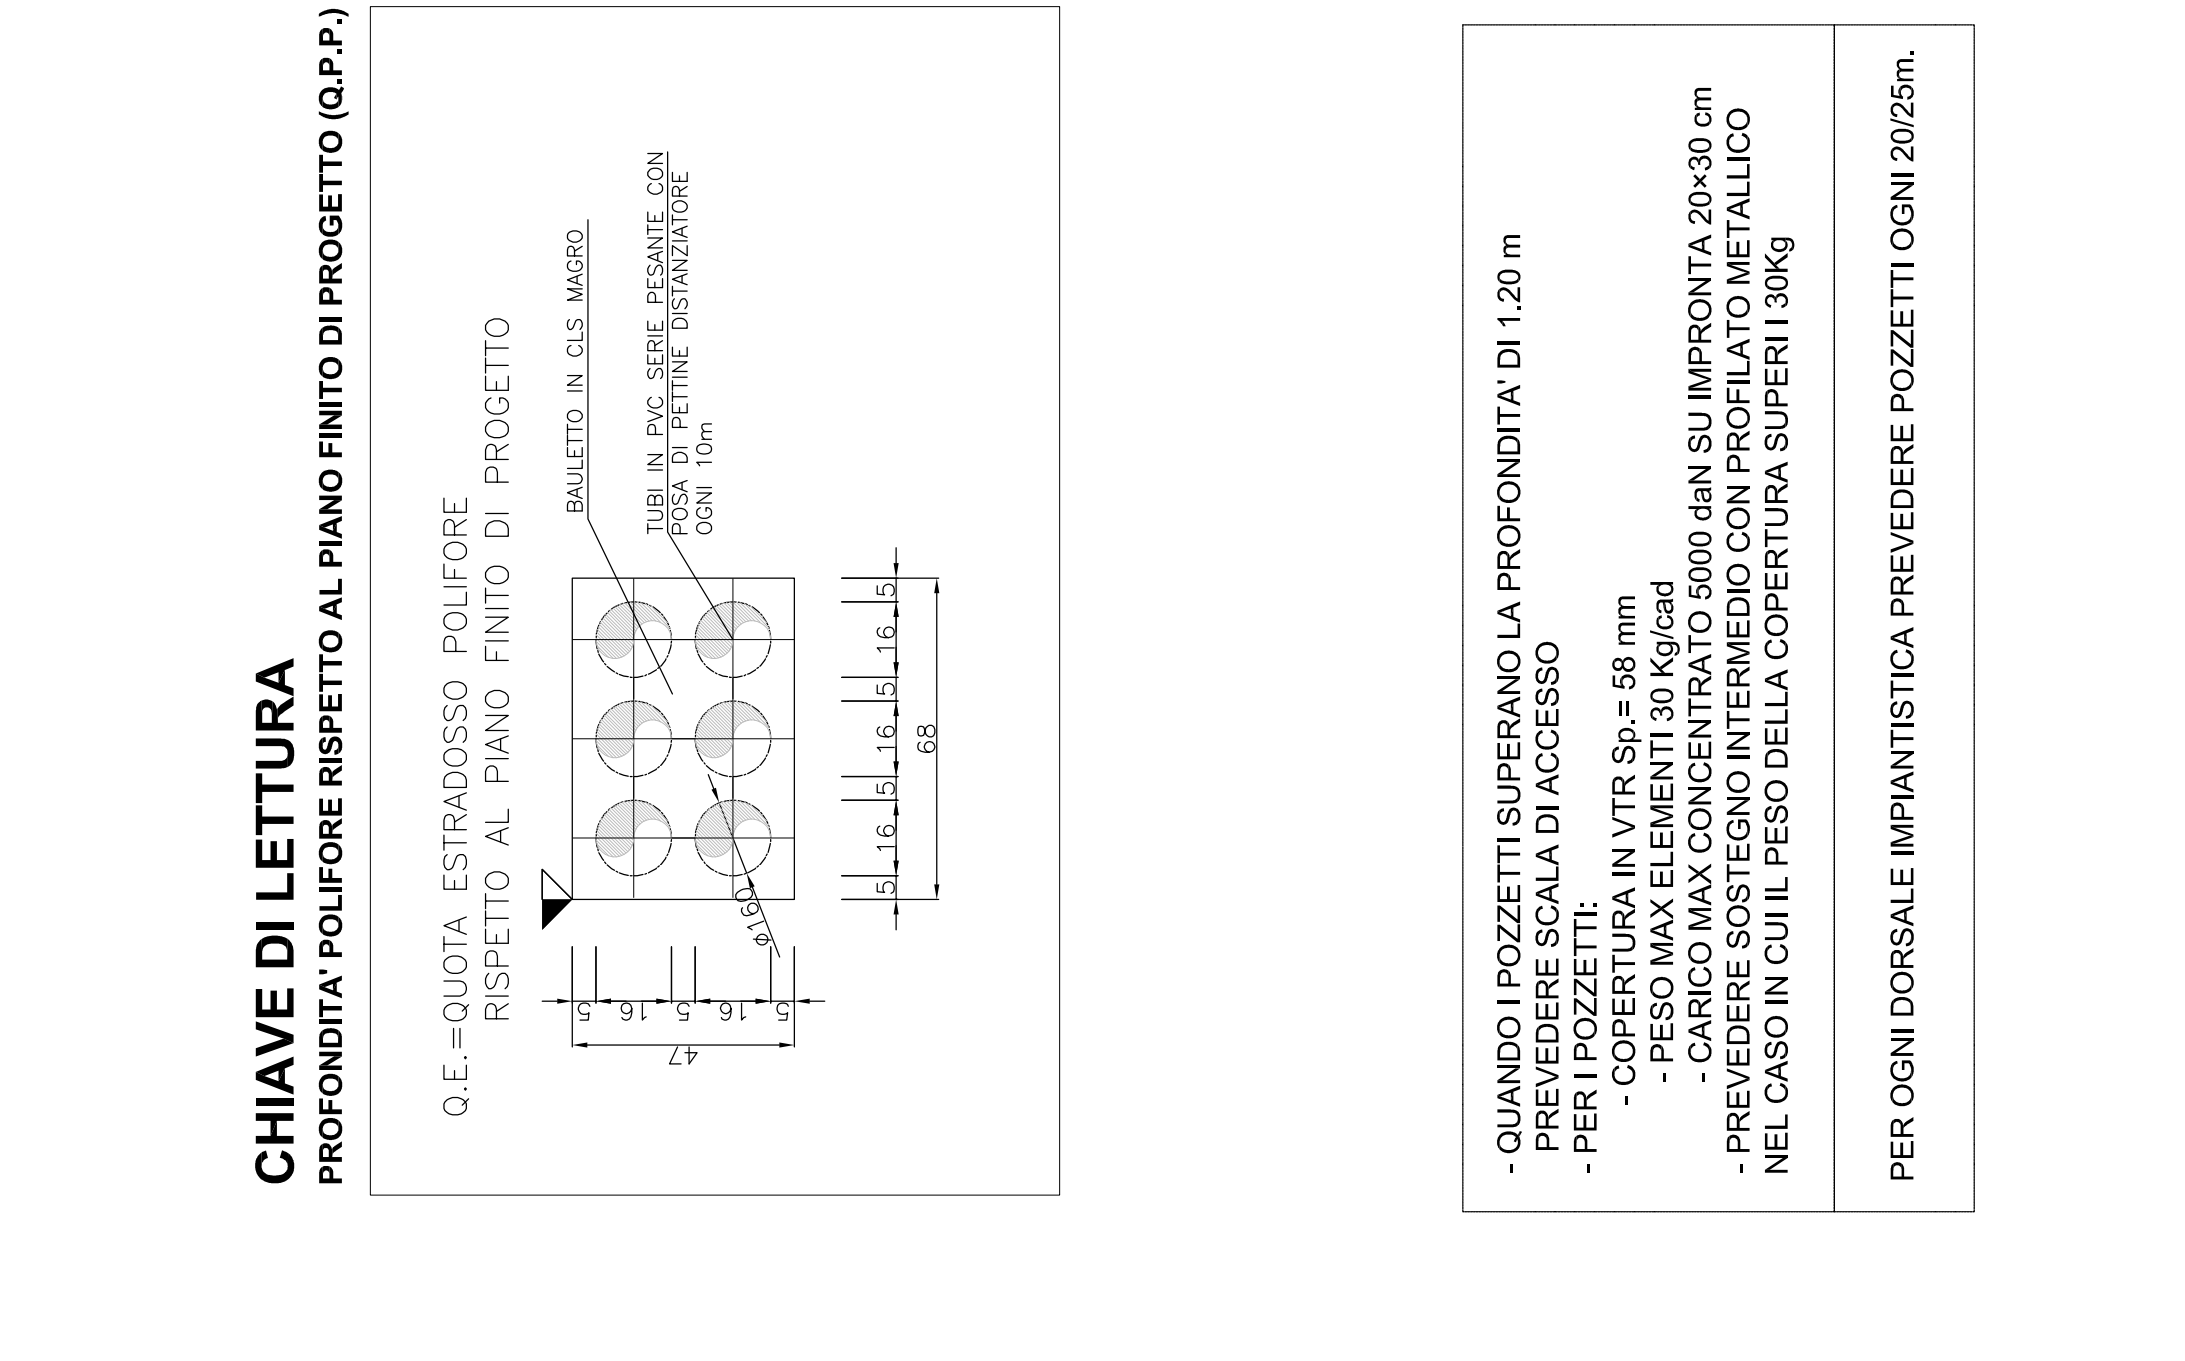 CHIAVE DI LETTURA
PROFONDITA' POLIFORE RISPETTO AL PIANO FINITO DI PROGETTO (Q.P.P.)
Q.E.=QUOTA ESTRADOSSO POLIFORE
RISPETTO AL PIANO FINITO DI PROGETTO
BAULETTO IN CLS MAGRO
TUBI IN PVC SERIE PESANTE CON
POSA DI PETTINE DISTANZIATORE
OGNI 10m
5
16
5
16
5
47
φ160
5
16
5
16
5
16
5
68
- QUANDO I POZZETTI SUPERANO LA PROFONDITA' DI 1.20 m
PREVEDERE SCALA DI ACCESSO
- PER I POZZETTI:
- COPERTURA IN VTR Sp.= 58 mm
- PESO MAX ELEMENTI 30 Kg/cad
- CARICO MAX CONCENTRATO 5000 daN SU IMPRONTA 20×30 cm
- PREVEDERE SOSTEGNO INTERMEDIO CON PROFILATO METALLICO
NEL CASO IN CUI IL PESO DELLA COPERTURA SUPERI I 30Kg
PER OGNI DORSALE IMPIANTISTICA PREVEDERE POZZETTI OGNI 20/25m.